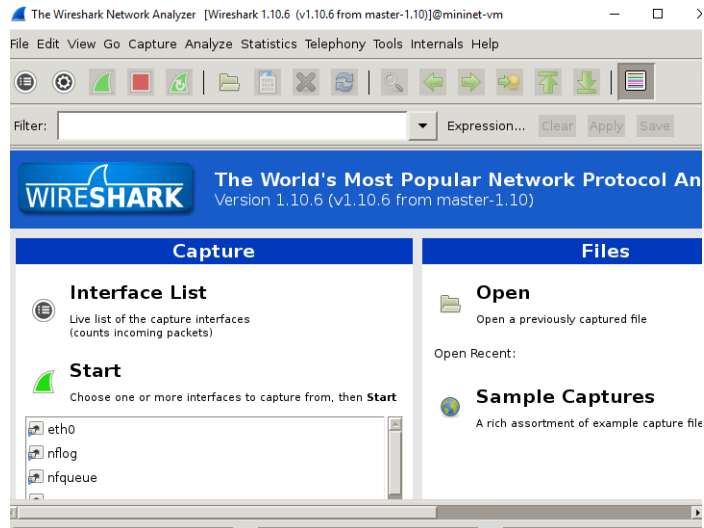 The Wireshark Network Analyzer [Wireshark 1.10.6 (v1.10.6 from master-1.10)]@mininet-vm
File Edit View Go Capture Analyze Statistics Telephony Tools Internals Help
Filter: Expression... Clear Apply Save
WIRESHARK
The World's Most Popular Network Protocol An
Version 1.10.6 (v1.10.6 from master-1.10)
Capture
Interface List
Live list of the capture interfaces
(counts incoming packets)
Start
Choose one or more interfaces to capture from, then Start
eth0
nflog
nfqueue
Files
Open
Open a previously captured file
Open Recent:
Sample Captures
A rich assortment of example capture file